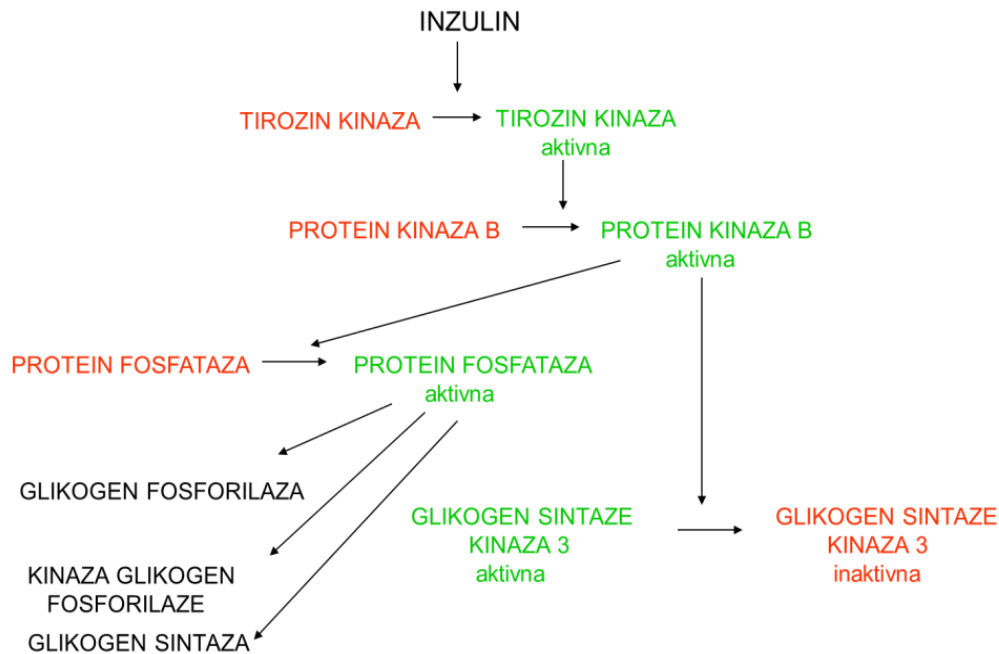 INZULIN
TIROZIN KINAZA
TIROZIN KINAZA
aktivna
PROTEIN KINAZA B
PROTEIN KINAZA B
aktivna
PROTEIN FOSFATAZA
PROTEIN FOSFATAZA
aktivna
GLIKOGEN FOSFORILAZA
KINAZA GLIKOGEN
FOSFORILAZE
GLIKOGEN SINTAZA
GLIKOGEN SINTAZE
KINAZA 3
aktivna
GLIKOGEN SINTAZE
KINAZA 3
inaktivna